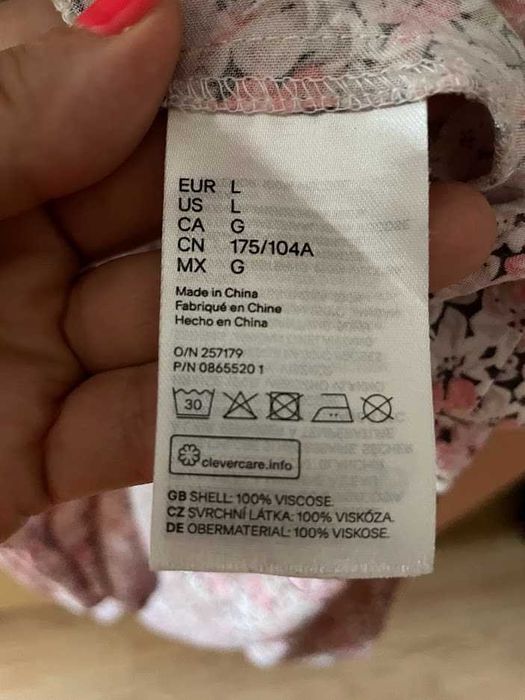 EUR L
US L
CA G
CN 175/104A
MX G
Made in China
Fabriqué en Chine
Hecho en China
O/N 257179
P/N 0865520 1
30
clevercare.info
GB SHELL: 100% VISCOSE.
CZ SVRCHNÍ LÁTKA: 100% VISKÓZA.
DE OBERMATERIAL: 100% VISKOSE.